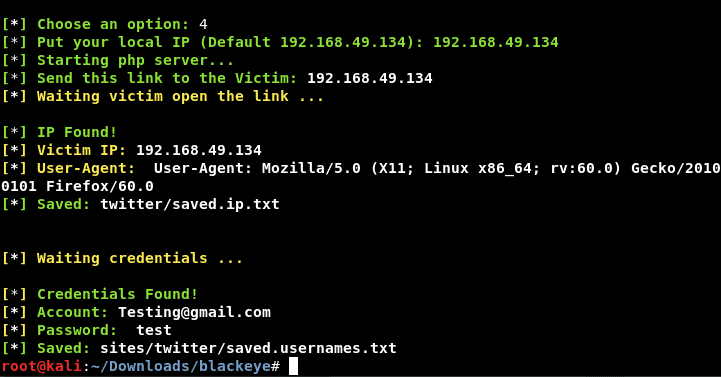 [*] Choose an option: 4
[*] Put your local IP (Default 192.168.49.134): 192.168.49.134
[*] Starting php server...
[*] Send this link to the Victim: 192.168.49.134
[*] Waiting victim open the link ...
[*] IP Found!
[*] Victim IP: 192.168.49.134
[*] User-Agent:  User-Agent: Mozilla/5.0 (X11; Linux x86_64; rv:60.0) Gecko/2010
0101 Firefox/60.0
[*] Saved: twitter/saved.ip.txt
[*] Waiting credentials ...
[*] Credentials Found!
[*] Account: Testing@gmail.com
[*] Password:  test
[*] Saved: sites/twitter/saved.usernames.txt
root@kali:~/Downloads/blackeye#